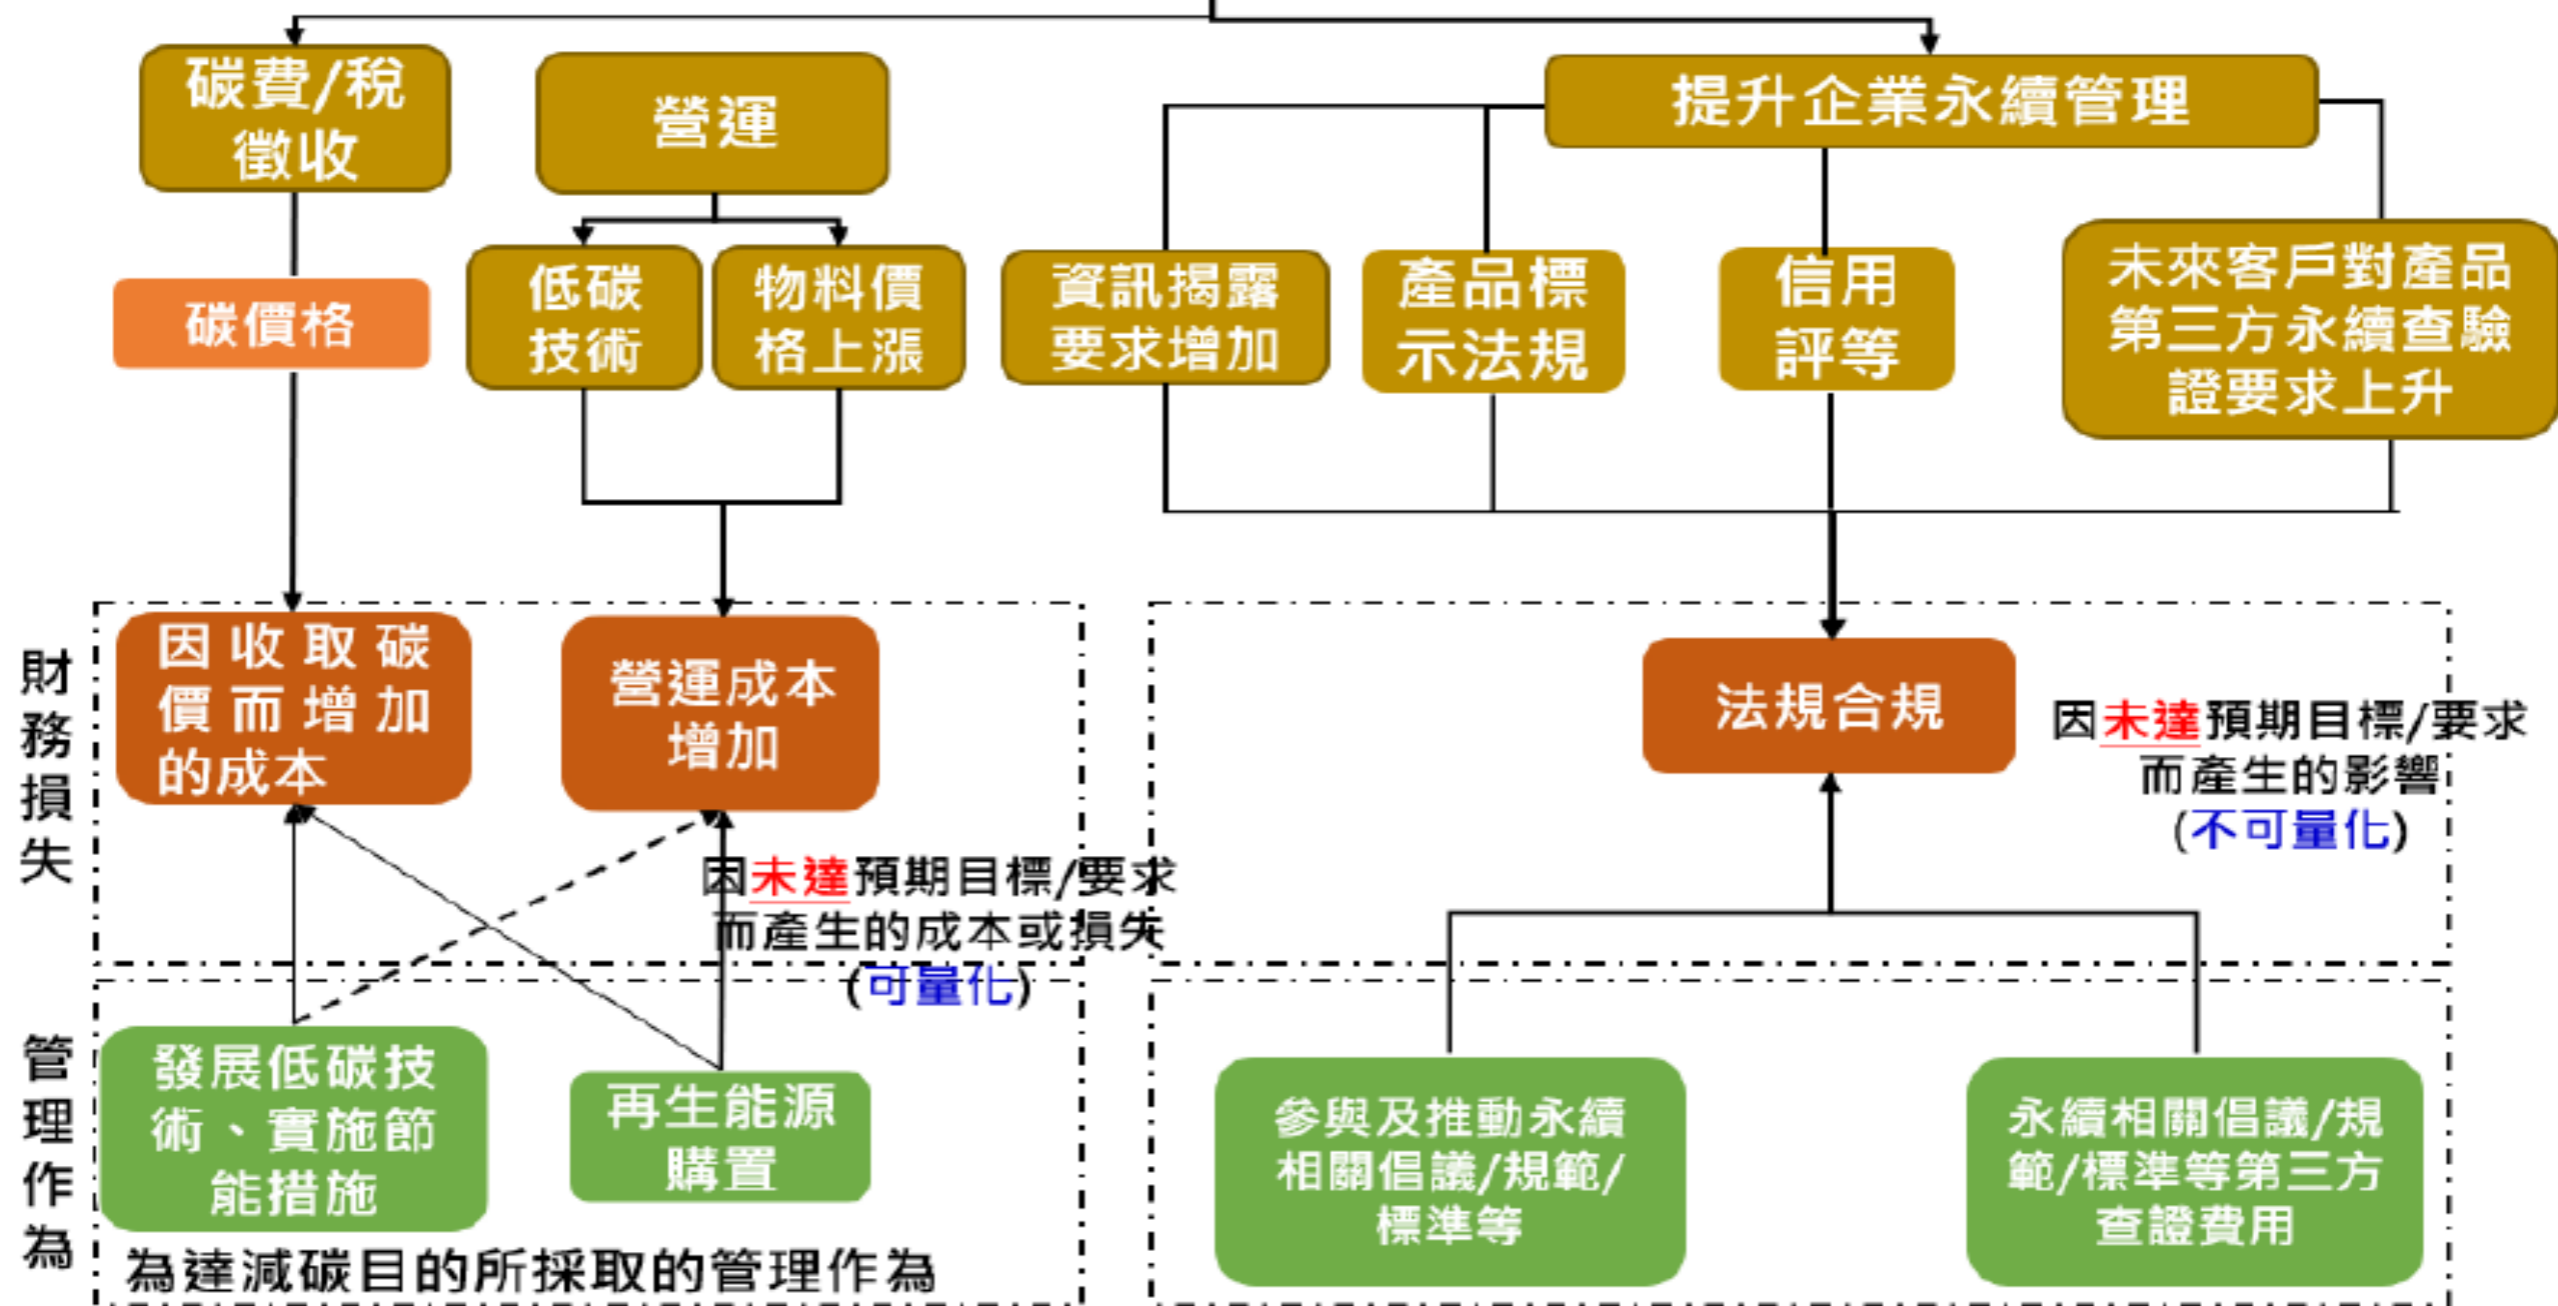 碳費/稅
徵收
營運
提升企業永續管理
碳價格
低碳
技術
物料價
格上漲
資訊揭露
要求增加
產品標
示法規
信用
評等
未來客戶對產品
第三方永續查驗
證要求上升
財務損失
因收取碳
價而增加
的成本
營運成本
增加
因未達預期目標/要求
而產生的成本或損失
(可量化)
法規合規
因未達預期目標/要求
而產生的影響
(不可量化)
管理作為
發展低碳技
術、實施節
能措施
再生能源
購置
為達減碳目的所採取的管理作為
參與及推動永續
相關倡議/規範/
標準等
永續相關倡議/規
範/標準等第三方
查證費用